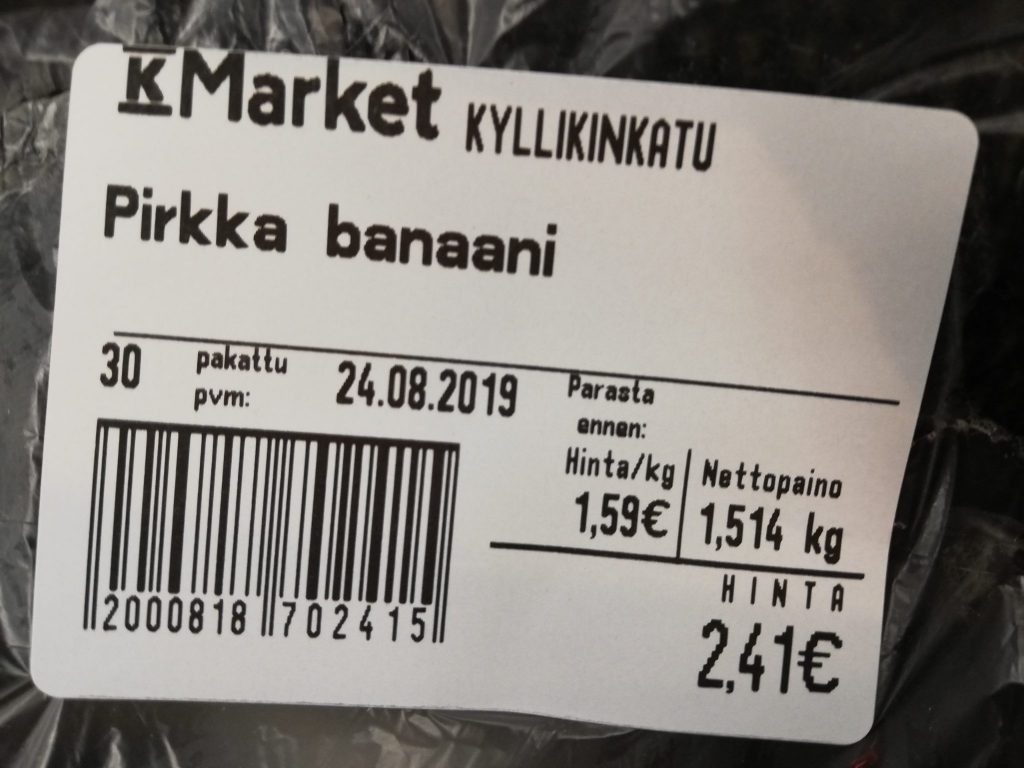 K Market KYLLIKINKATU
Pirkka banaani
30 pakattu pvm: 24.08.2019 Parasta ennen:
Hinta/kg Nettopaino
1,59€ 1,514 kg
HINTA
2,41€
2000818 702415